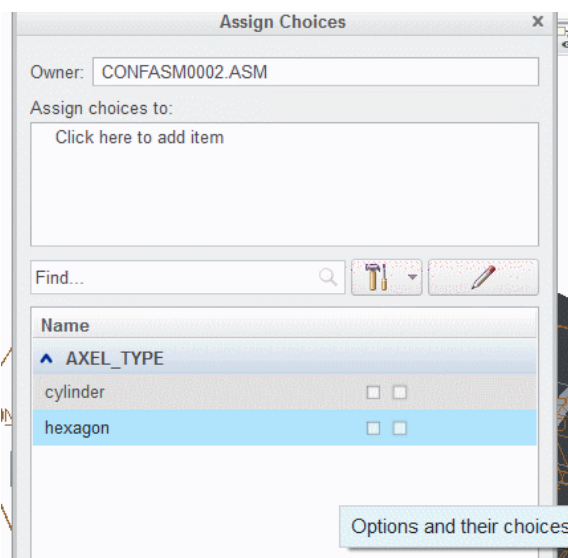 Assign Choices x
Owner: CONFASM0002.ASM
Assign choices to:
Click here to add item
Find...
Name
AXEL_TYPE
cylinder
hexagon
Options and their choices